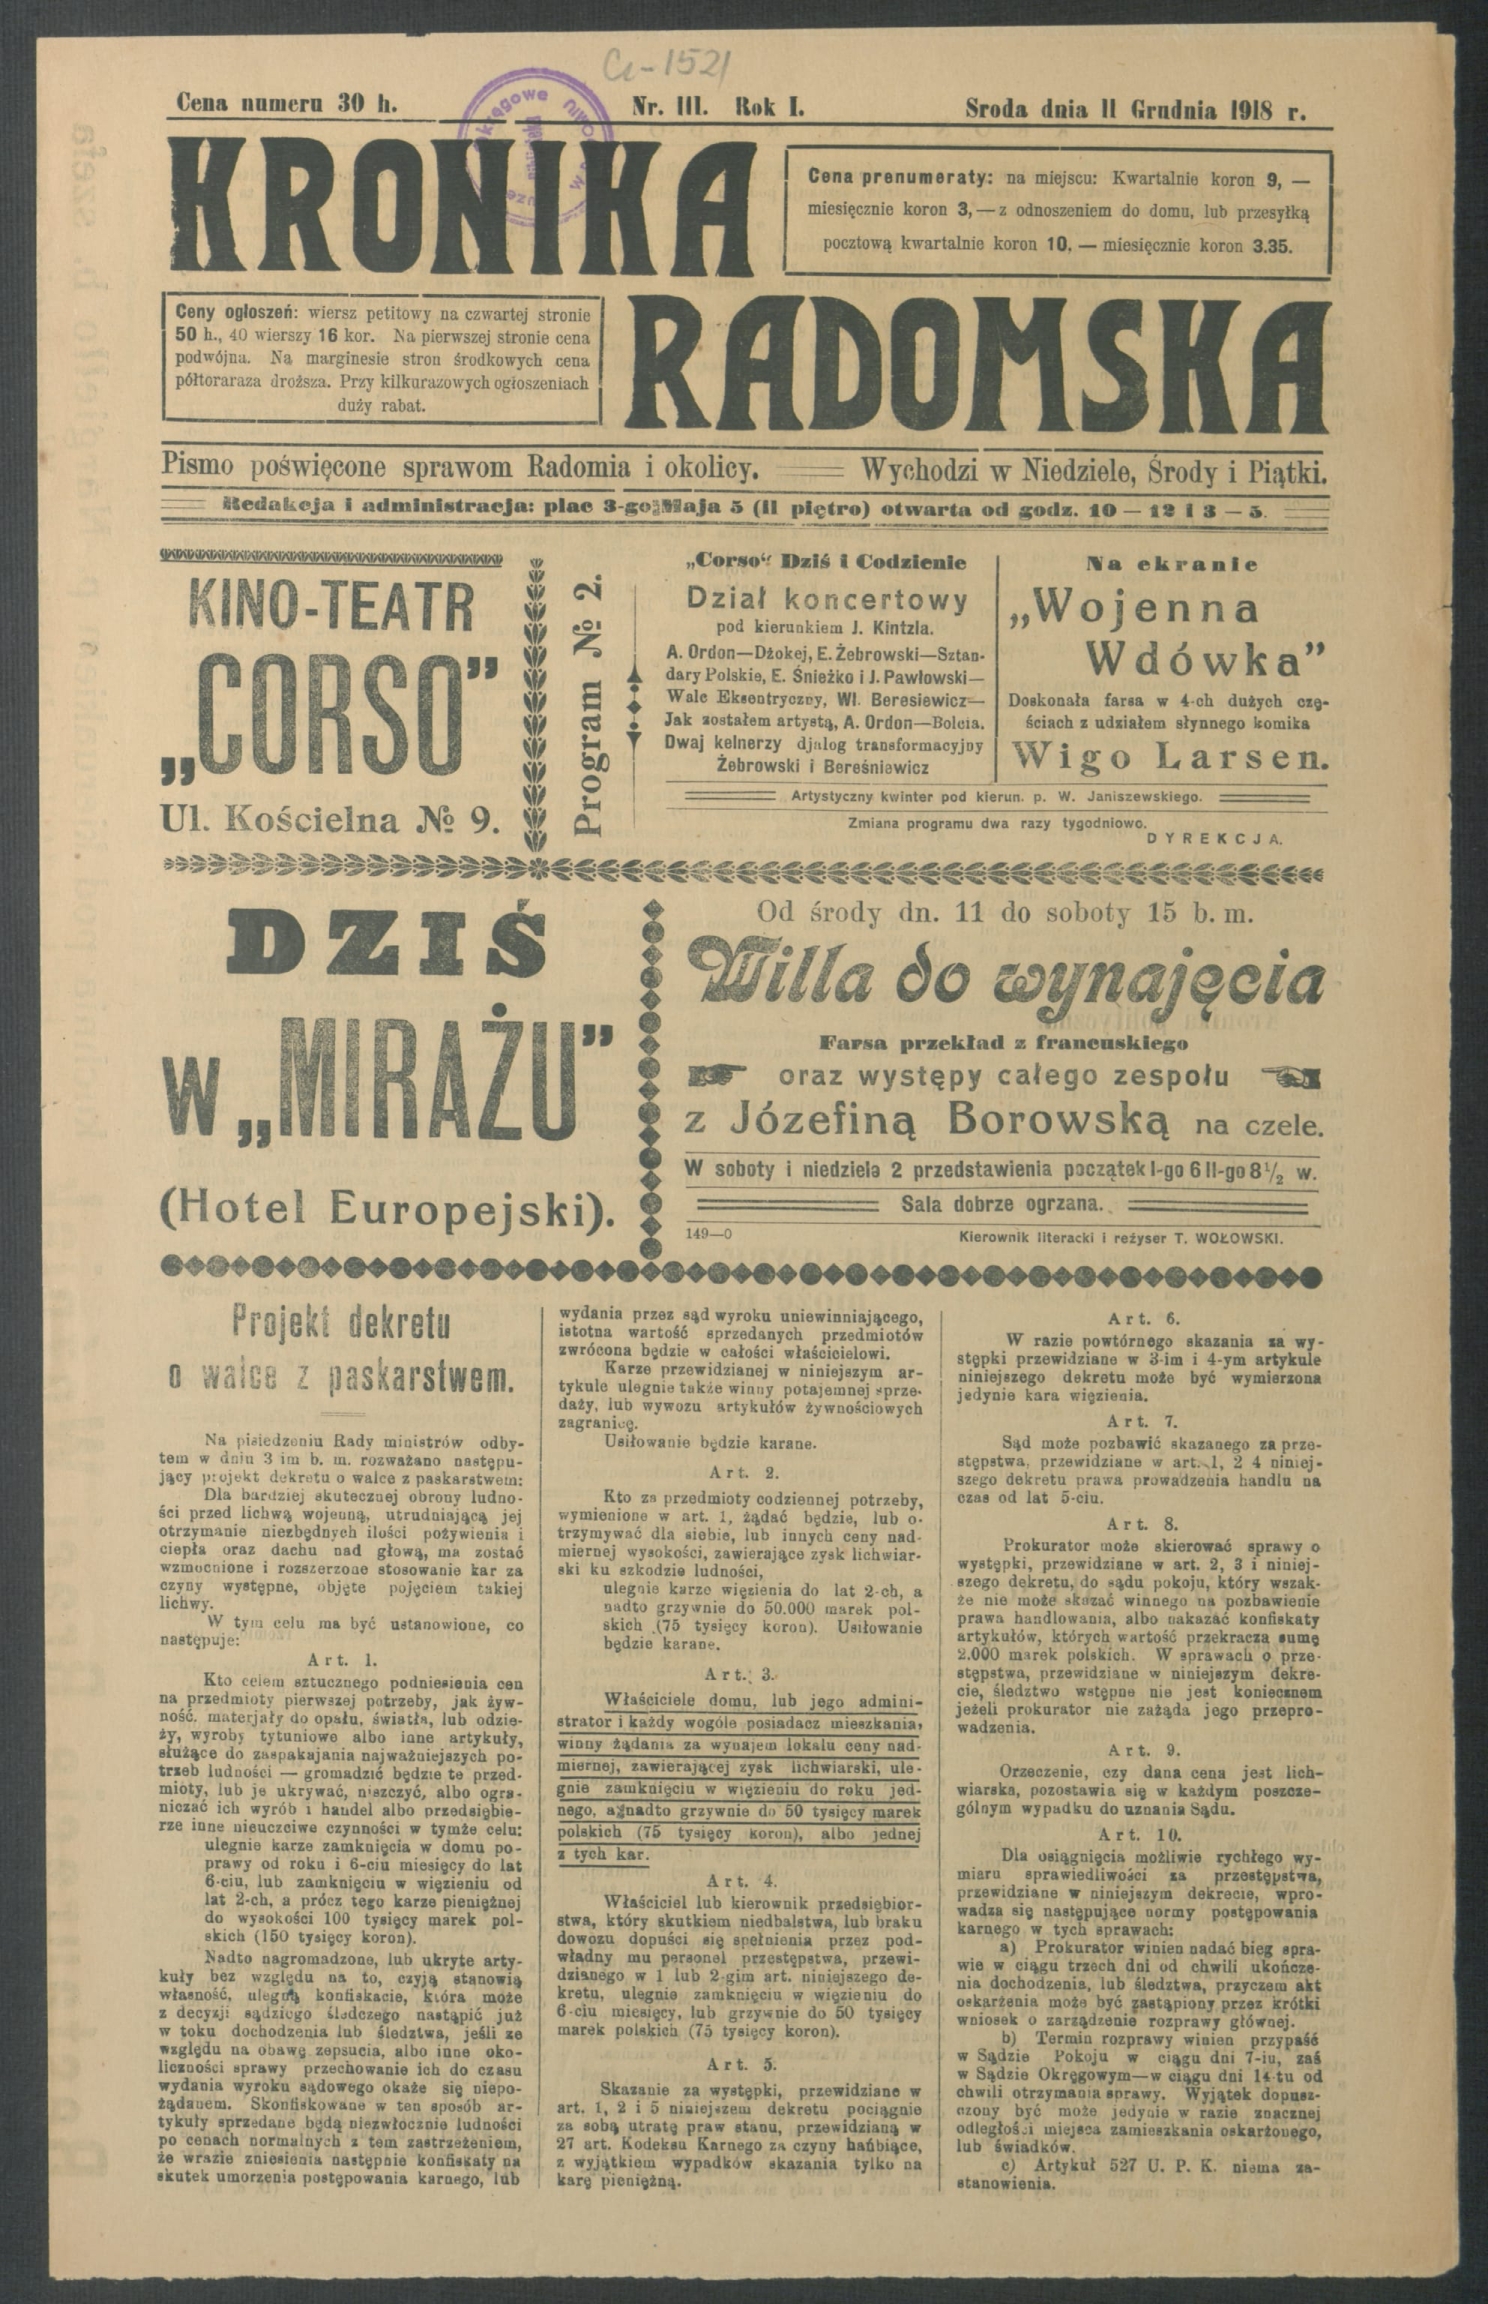 Cr-1521
Cena numeru 30 h.
Nr. III. Rok I.
Sroda dnia 11 Grudnia 1918 r.
KRONIKA
Cena prenumeraty: na miejscu: Kwartalnie koron 9, —
miesięcznie koron 3, — z odnoszeniem do domu, lub przesyłką
pocztową kwartalnie koron 10, — miesięcznie koron 3.35.
Ceny ogłoszeń: wiersz petitowy na czwartej stronie
50 h., 40 wierszy 16 kor. Na pierwszej stronie cena
podwójna. Na marginesie stron środkowych cena
półtoraraza droższa. Przy kilkurazowych ogłoszeniach
duży rabat.
RADOMSKA
Pismo poświęcone sprawom Radomia i okolicy. Wychodzi w Niedziele, Środy i Piątki.
Redakcja i administracja: plac 3-go Maja 5 (II piętro) otwarta od godz. 10 — 12 i 3 — 5.
KINO-TEATR
„CORSO”
Ul. Kościelna № 9.
Program № 2.
„Corso“ Dziś i Codzienie
Dział koncertowy
pod kierunkiem J. Kintzla.
A. Ordon—Dżokej, E. Żebrowski—Sztan-
dary Polskie, E. Śnieżko i J. Pawłowski—
Walc Eksentryczny, Wł. Beresiewicz—
Jak zostałem artystą, A. Ordon—Bolcia.
Dwaj kelnerzy djalog transformacyjny
Żebrowski i Bereśniewicz
Na ekranie
„Wojenna
Wdówka”
Doskonała farsa w 4-ch dużych czę-
ściach z udziałem słynnego komika
Wigo Larsen.
Artystyczny kwinter pod kierun. p. W. Janiszewskiego.
Zmiana programu dwa razy tygodniowo.
DYREKCJA.
DZIŚ
w „MIRAŻU”
(Hotel Europejski).
Od środy dn. 11 do soboty 15 b. m.
Willa do wynajęcia
Farsa przekład z francuskiego
oraz występy całego zespołu
z Józefiną Borowską na czele.
W soboty i niedziele 2 przedstawienia początek I-go 6 II-go 8½ w.
Sala dobrze ogrzana.
149—0
Kierownik literacki i reżyser T. WOŁOWSKI.
Projekt dekretu
o walce z paskarstwem.
Na pisiedzeniu Rady ministrów odby-
tem w dniu 3 im b. m. rozważano następu-
jący projekt dekretu o walce z paskarstwem:
Dla bardziej skutecznej obrony ludno-
ści przed lichwą wojenną, utrudniającą jej
otrzymanie niezbędnych ilości pożywienia i
ciepła oraz dachu nad głową, ma zostać
wzmocnione i rozszerzone stosowanie kar za
czyny występne, objęte pojęciem takiej
lichwy.
W tym celu ma być ustanowione, co
następuje:
Art. 1.
Kto celem sztucznego podniesienia cen
na przedmioty pierwszej potrzeby, jak żyw-
ność, materjały do opału, światła, lub odzie-
ży, wyroby tytuniowe albo inne artykuły,
służące do zaspakajania najważniejszych po-
trzeb ludności — gromadzić będzie te przed-
mioty, lub je ukrywać, niszczyć, albo ogra-
niczać ich wyrób i handel albo przedsiębie-
rze inne nieuczciwe czynności w tymże celu:
ulegnie karze zamknięcia w domu po-
prawy od roku i 6-ciu miesięcy do lat
6-ciu, lub zamknięciu w więzieniu od
lat 2-ch, a prócz tego karze pieniężnej
do wysokości 100 tysięcy marek pol-
skich (150 tysięcy koron).
Nadto nagromadzone, lub ukryte arty-
kuły bez względu na to, czyją stanowią
własność, ulegną konfiskacie, która może
z decyzji sądziego śledczego nastąpić już
w toku dochodzenia lub śledztwa, jeśli ze
względu na obawę zepsucia, albo inne oko-
liczności sprawy przechowanie ich do czasu
wydania wyroku sądowego okaże się niepo-
żądanem. Skonfiskowane w ten sposób ar-
tykuły sprzedane będą niezwłocznie ludności
po cenach normalnych z tem zastrzeżeniem,
że wrazie zniesienia następnie konfiskaty na
skutek umorzenia postępowania karnego, lub
wydania przez sąd wyroku uniewinniającego,
istotna wartość sprzedanych przedmiotów
zwrócona będzie w całości właścicielowi.
Karze przewidzianej w niniejszym ar-
tykule ulegnie także winny potajemnej sprze-
daży, lub wywozu artykułów żywnościowych
zagranicę.
Usiłowanie będzie karane.
Art. 2.
Kto za przedmioty codziennej potrzeby,
wymienione w art. 1, żądać będzie, lub o-
trzymywać dla siebie, lub innych ceny nad-
miernej wysokości, zawierające zysk lichwiar-
ski ku szkodzie ludności,
ulegnie karze więzienia do lat 2-ch, a
nadto grzywnie do 50.000 marek pol-
skich (75 tysięcy koron). Usiłowanie
będzie karane.
Art. 3.
Właściciele domu, lub jego admini-
strator i każdy wogóle posiadacz mieszkania,
winny żądania za wynajem lokalu ceny nad-
miernej, zawierającej zysk lichwiarski, ule-
gnie zamknięciu w więzieniu do roku jed-
nego, a nadto grzywnie do 50 tysięcy marek
polskich (75 tysięcy koron), albo jednej
z tych kar.
Art. 4.
Właściciel lub kierownik przedsiębior-
stwa, który skutkiem niedbalstwa, lub braku
dowozu dopuści się spełnienia przez pod-
władny mu personel przestępstwa, przewi-
dzianego w 1 lub 2-gim art. niniejszego de-
kretu, ulegnie zamknięciu w więzieniu do
6-ciu miesięcy, lub grzywnie do 50 tysięcy
marek polskich (75 tysięcy koron).
Art. 5.
Skazanie za występki, przewidziane w
art. 1, 2 i 5 niniejszem dekretu pociągnie
za sobą utratę praw stanu, przewidzianą w
27 art. Kodeksu Karnego za czyny hańbiące,
z wyjątkiem wypadków skazania tylko na
karę pieniężną.
Art. 6.
W razie powtórnego skazania za wy-
stępki przewidziane w 3-im i 4-ym artykule
niniejszego dekretu może być wymierzona
jedynie kara więzienia.
Art. 7.
Sąd może pozbawić skazanego za prze-
stępstwa, przewidziane w art. 1, 2 4 niniej-
szego dekretu prawa prowadzenia handlu na
czas od lat 5-ciu.
Art. 8.
Prokurator może skierować sprawy o
występki, przewidziane w art. 2, 3 i niniej-
szego dekretu, do sądu pokoju, który wszak-
że nie może skazać winnego na pozbawienie
prawa handlowania, albo nakazać konfiskaty
artykułów, których wartość przekracza sumę
2.000 marek polskich. W sprawach o prze-
stępstwa, przewidziane w niniejszym dekre-
cie, śledztwo wstępne nie jest koniecznem
jeżeli prokurator nie zażąda jego przepro-
wadzenia.
Art. 9.
Orzeczenie, czy dana cena jest lich-
wiarska, pozostawia się w każdym poszcze-
gólnym wypadku do uznania Sądu.
Art. 10.
Dla osiągnięcia możliwie rychłego wy-
miaru sprawiedliwości za przestępstwa,
przewidziane w niniejszym dekrecie, wpro-
wadza się następujące normy postępowania
karnego w tych sprawach:
a) Prokurator winien nadać bieg spra-
wie w ciągu trzech dni od chwili ukończe-
nia dochodzenia, lub śledztwa, przyczem akt
oskarżenia może być zastąpiony przez krótki
wniosek o zarządzenie rozprawy głównej.
b) Termin rozprawy winien przypaść
w Sądzie Pokoju w ciągu dni 7-iu, zaś
w Sądzie Okręgowym—w ciągu dni 14-tu od
chwili otrzymania sprawy. Wyjątek dopusz-
czony być może jedynie w razie znacznej
odległości miejsca zamieszkania oskarżonego,
lub świadków.
c) Artykuł 527 U. P. K. niema za-
stanowienia.